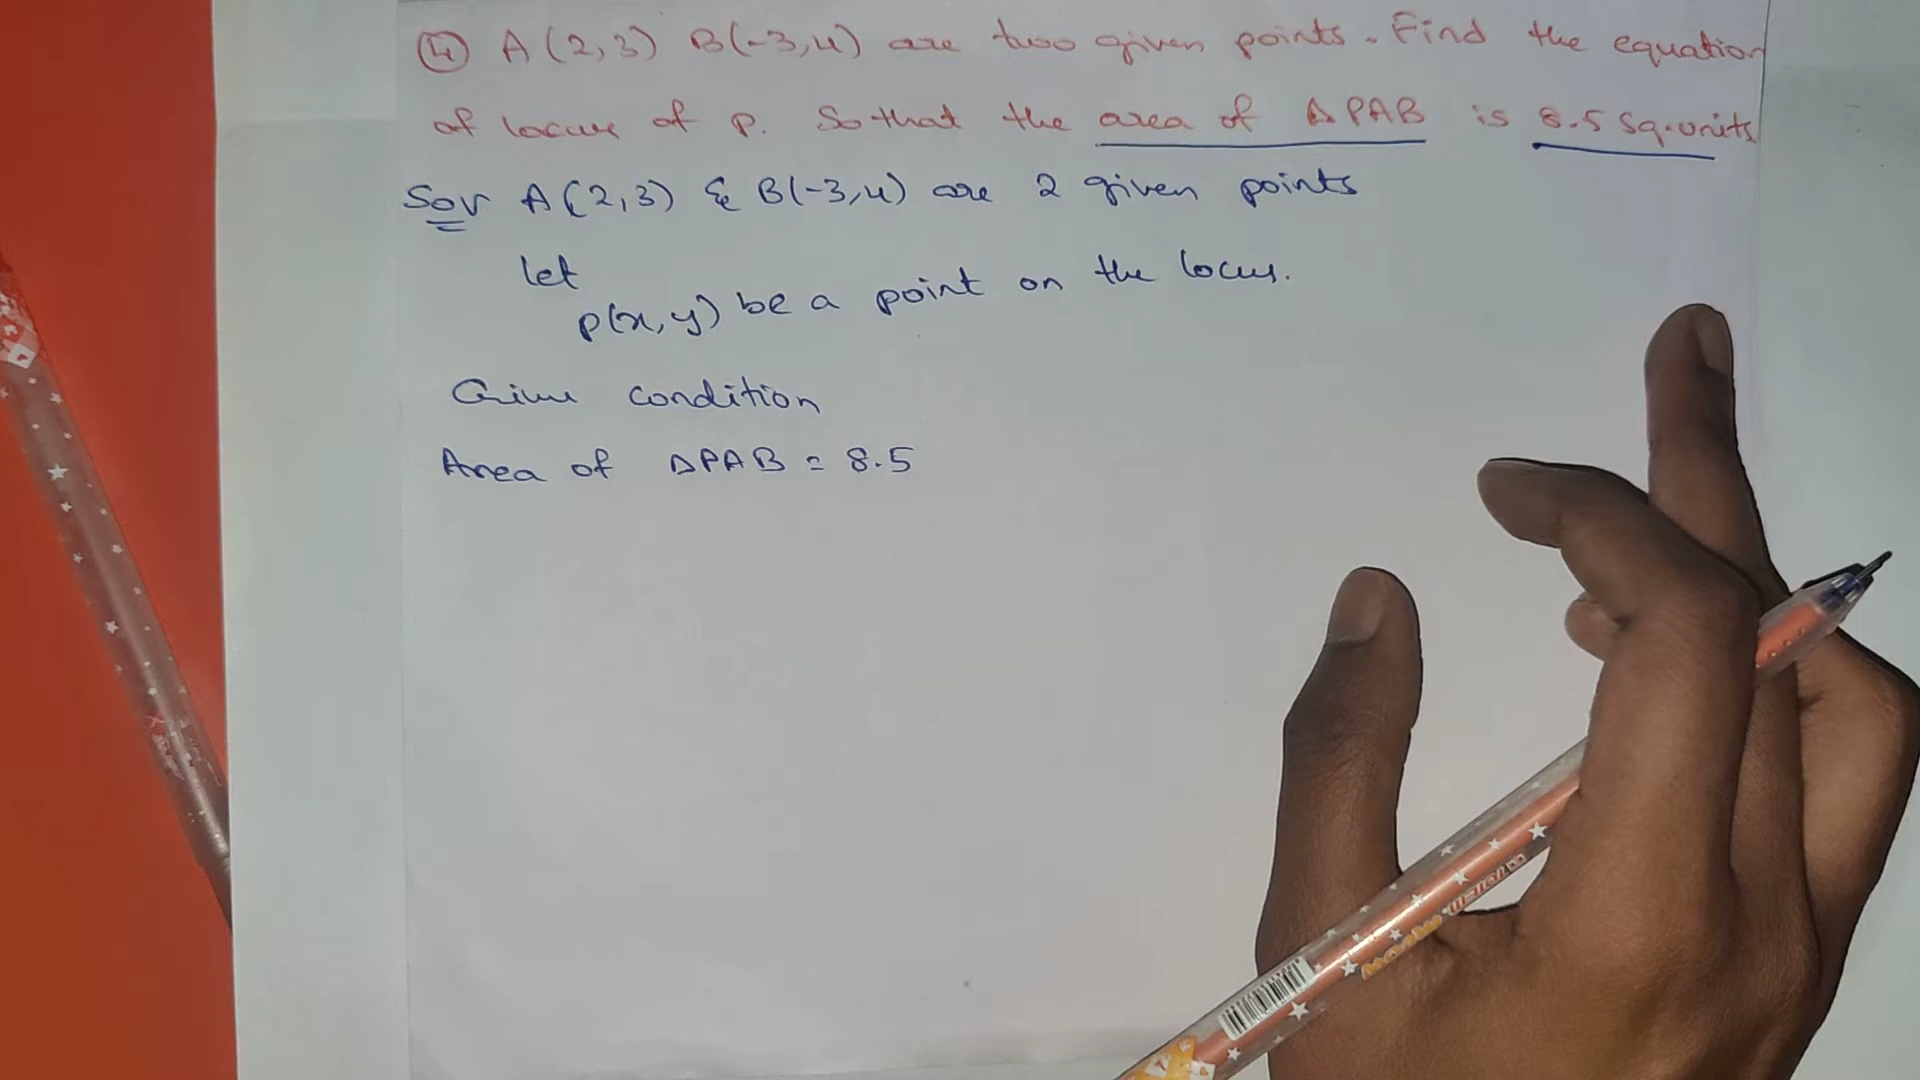 ④ A(2,3) B(-3,4) are two given points. Find the equation
of locus of P. So that the area of ΔPAB is 8.5 sq.units
Sol A(2,3) & B(-3,4) are 2 given points
let
P(x,y) be a point on the locus.
Given condition
Area of ΔPAB = 8.5